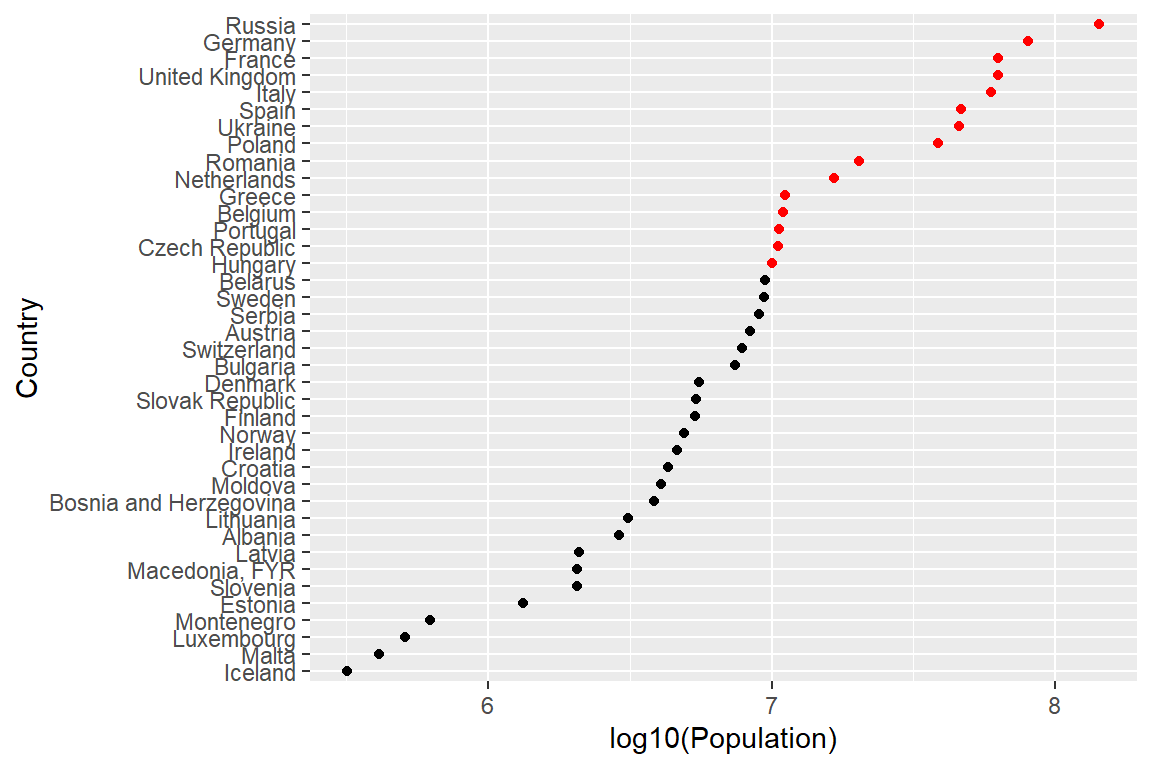 Russia
Germany
France
United Kingdom
Italy
Spain
Ukraine
Poland
Romania
Netherlands
Greece
Belgium
Portugal
Czech Republic
Hungary
Belarus
Sweden
Serbia
Austria
Switzerland
Bulgaria
Denmark
Slovak Republic
Finland
Norway
Ireland
Croatia
Moldova
Bosnia and Herzegovina
Lithuania
Albania
Latvia
Macedonia, FYR
Slovenia
Estonia
Montenegro
Luxembourg
Malta
Iceland
Country
6 7 8
log10(Population)